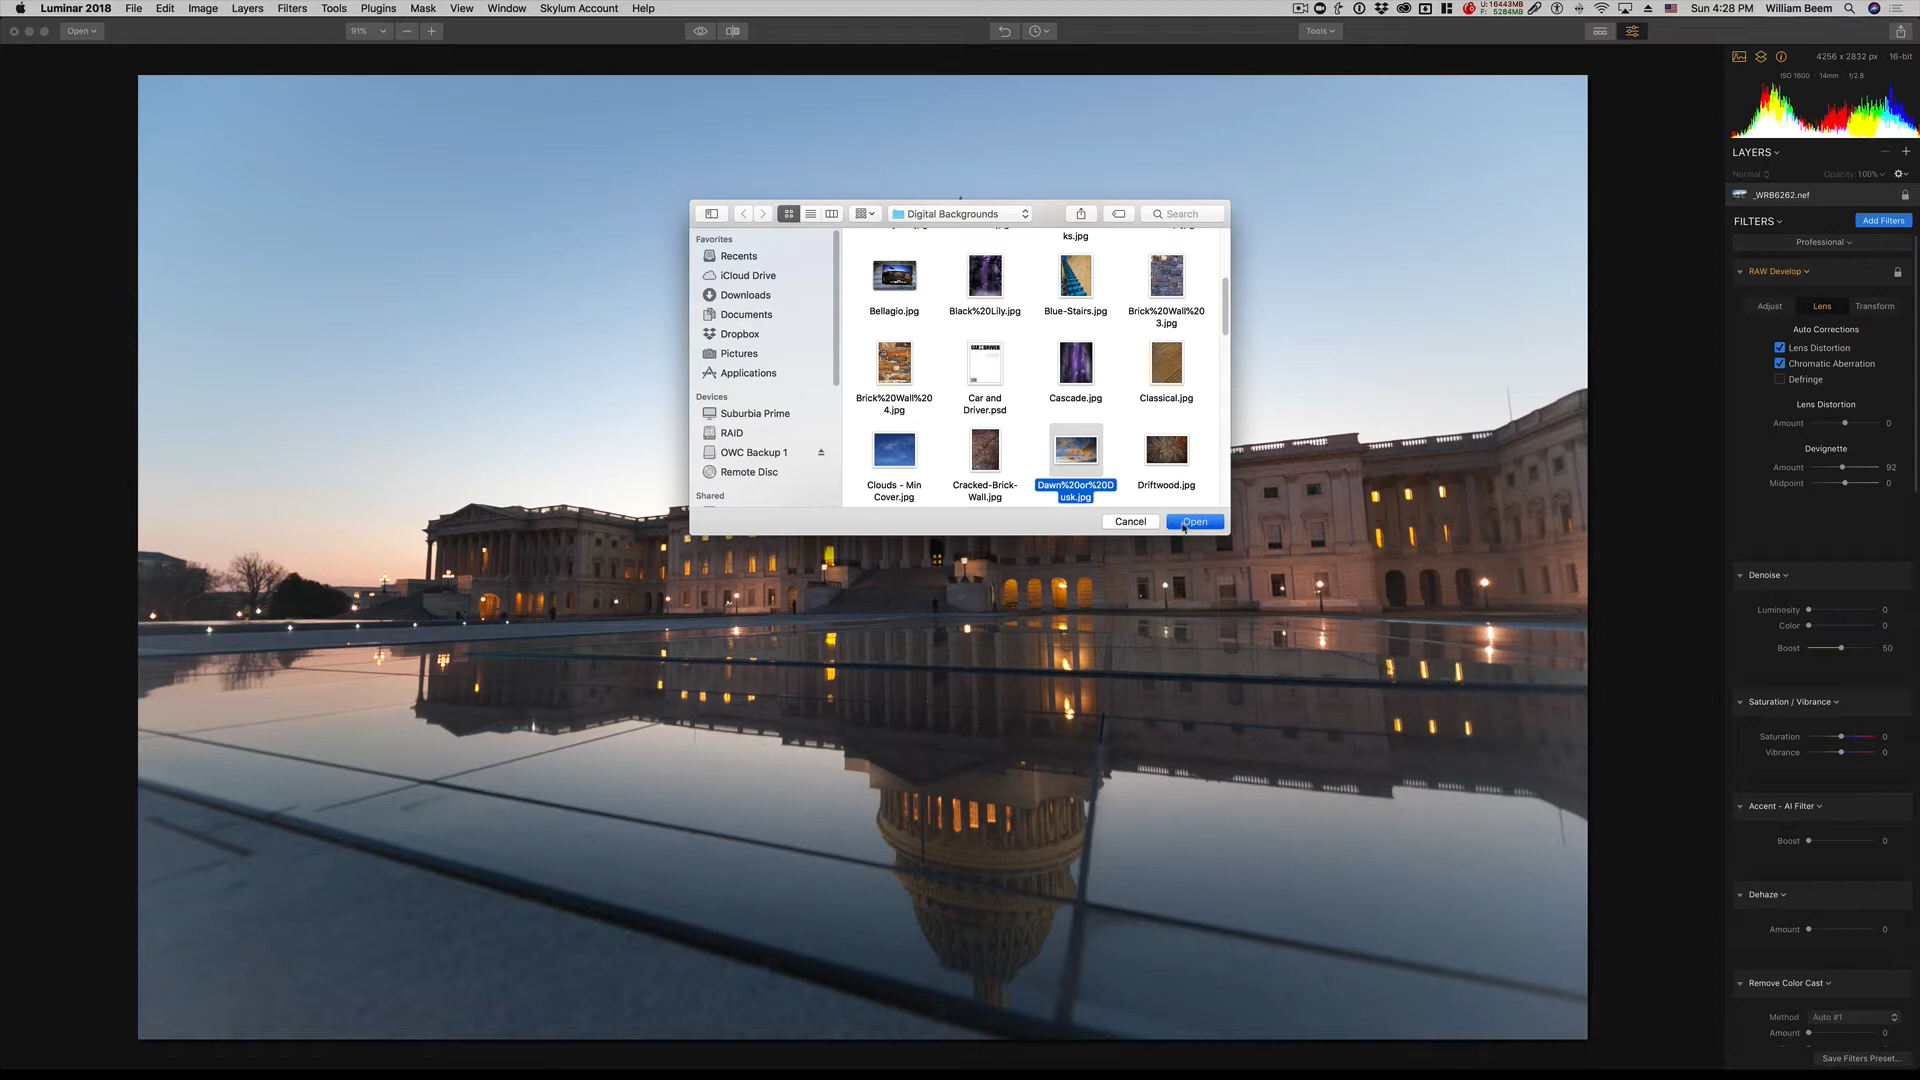 Luminar 2018 File Edit Image Layers Filters Tools Plugins Mask View Window Skylum Account Help
U: 16443MB
F: 5284MB
Sun 4:28 PM William Beem
Open
91%
Tools
4256 x 2832 px 16-bit
ISO 1600 14mm f/2.8
LAYERS
Normal Opacity: 100%
_WRB6262.nef
FILTERS Add Filters
Professional
RAW Develop
Adjust Lens Transform
Auto Corrections
Lens Distortion
Chromatic Aberration
Defringe
Lens Distortion
Amount 0
Devignette
Amount 92
Midpoint 0
Denoise
Luminosity 0
Color 0
Boost 50
Saturation / Vibrance
Saturation 0
Vibrance 0
Accent - AI Filter
Boost 0
Dehaze
Amount 0
Remove Color Cast
Method Auto #1
Amount 0
Save Filters Preset...
Digital Backgrounds
Search
Favorites
Recents
iCloud Drive
Downloads
Documents
Dropbox
Pictures
Applications
Devices
Suburbia Prime
RAID
OWC Backup 1
Remote Disc
Shared
ks.jpg
Bellagio.jpg
Black%20Lily.jpg
Blue-Stairs.jpg
Brick%20Wall%20
3.jpg
Brick%20Wall%20
4.jpg
CAR AND DRIVER
Car and
Driver.psd
Cascade.jpg
Classical.jpg
Clouds - Min
Cover.jpg
Cracked-Brick-
Wall.jpg
Dawn%20or%20D
usk.jpg
Driftwood.jpg
Cancel Open